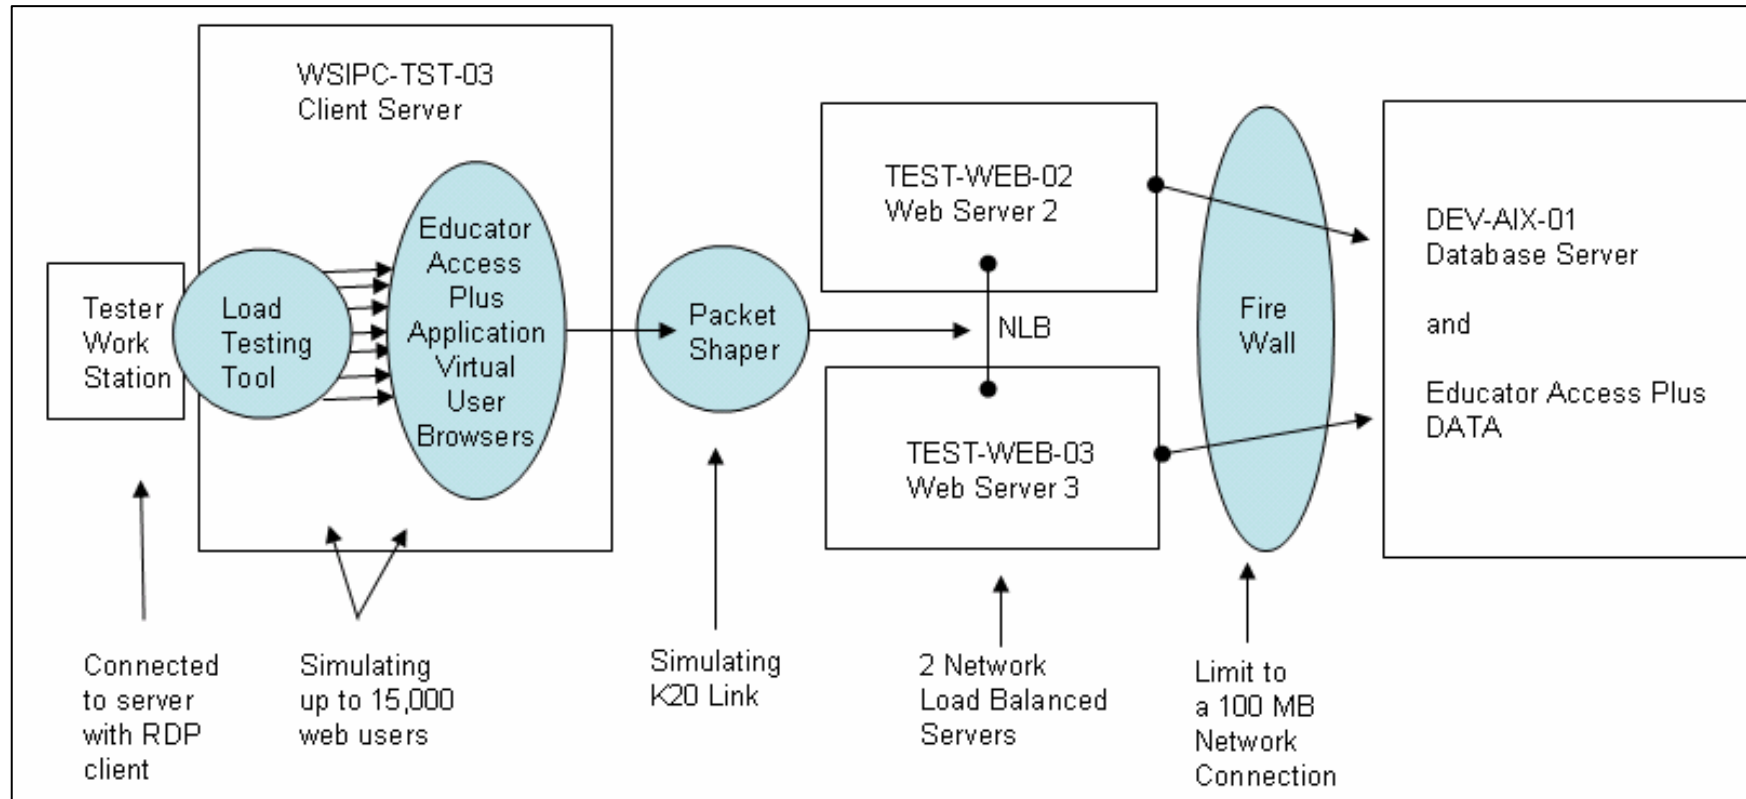 WSIPC-TST-03
Client Server
Tester
Work
Station
Load
Testing
Tool
Educator
Access
Plus
Application
Virtual
User
Browsers
Packet
Shaper
TEST-WEB-02
Web Server 2
NLB
TEST-WEB-03
Web Server 3
Fire
Wall
DEV-AIX-01
Database Server
and
Educator Access Plus
DATA
Connected
to server
with RDP
client
Simulating
up to 15,000
web users
Simulating
K20 Link
2 Network
Load Balanced
Servers
Limit to
a 100 MB
Network
Connection